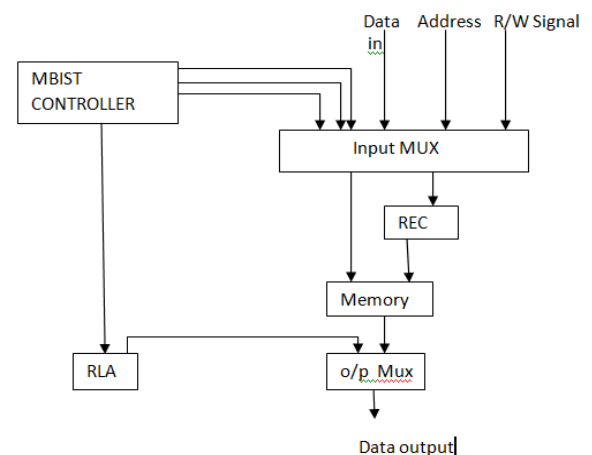 Data Address R/W Signal
in
MBIST
CONTROLLER
Input MUX
REC
Memory
RLA
o/p Mux
Data output